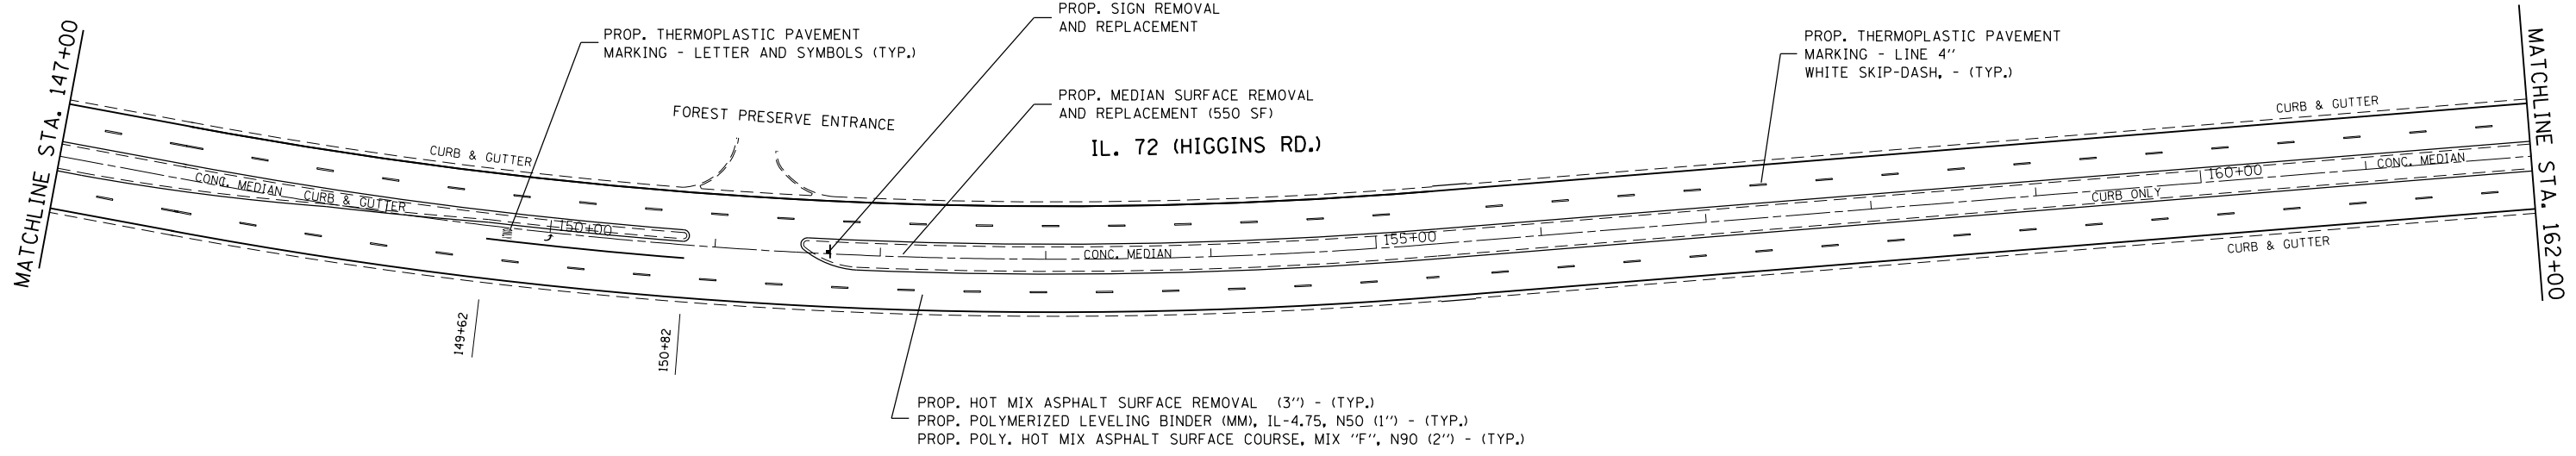 MATCHLINE STA. 147+00
PROP. THERMOPLASTIC PAVEMENT
MARKING - LETTER AND SYMBOLS (TYP.)
PROP. SIGN REMOVAL
AND REPLACEMENT
PROP. MEDIAN SURFACE REMOVAL
AND REPLACEMENT (550 SF)
PROP. THERMOPLASTIC PAVEMENT
MARKING - LINE 4"
WHITE SKIP-DASH, - (TYP.)
MATCHLINE STA. 162+00
FOREST PRESERVE ENTRANCE
IL. 72 (HIGGINS RD.)
CURB & GUTTER
CURB & GUTTER
CONC. MEDIAN
CURB & GUTTER
150+00
CONC. MEDIAN
155+00
CURB ONLY
160+00
CONC. MEDIAN
CURB & GUTTER
149+62
150+82
PROP. HOT MIX ASPHALT SURFACE REMOVAL (3") - (TYP.)
PROP. POLYMERIZED LEVELING BINDER (MM), IL-4.75, N50 (1") - (TYP.)
PROP. POLY. HOT MIX ASPHALT SURFACE COURSE, MIX "F", N90 (2") - (TYP.)